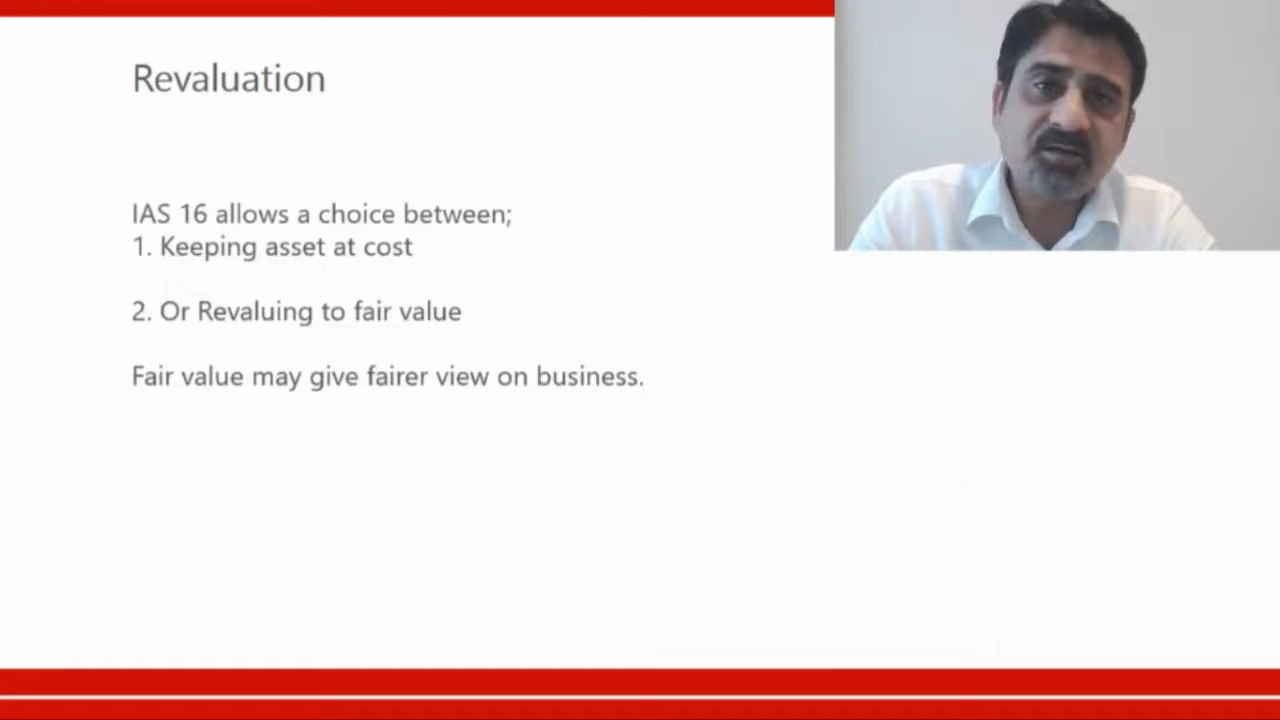 Revaluation
IAS 16 allows a choice between;
1. Keeping asset at cost
2. Or Revaluing to fair value
Fair value may give fairer view on business.